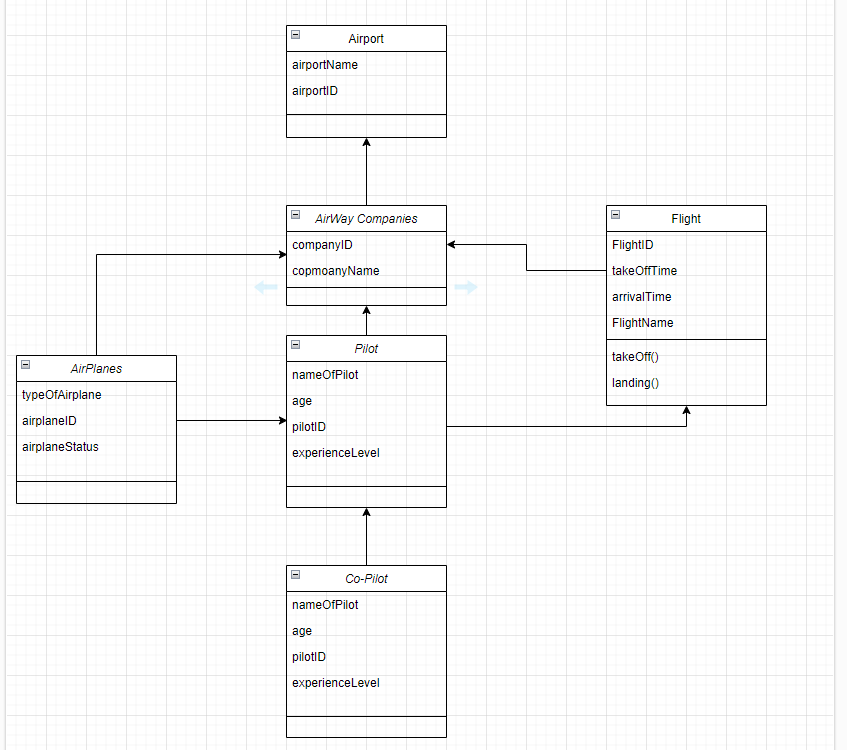 Airport
airportName
airportID
AirWay Companies
companyID
copmoanyName
Flight
FlightID
takeOffTime
arrivalTime
FlightName
takeOff()
landing()
AirPlanes
typeOfAirplane
airplaneID
airplaneStatus
Pilot
nameOfPilot
age
pilotID
experienceLevel
Co-Pilot
nameOfPilot
age
pilotID
experienceLevel